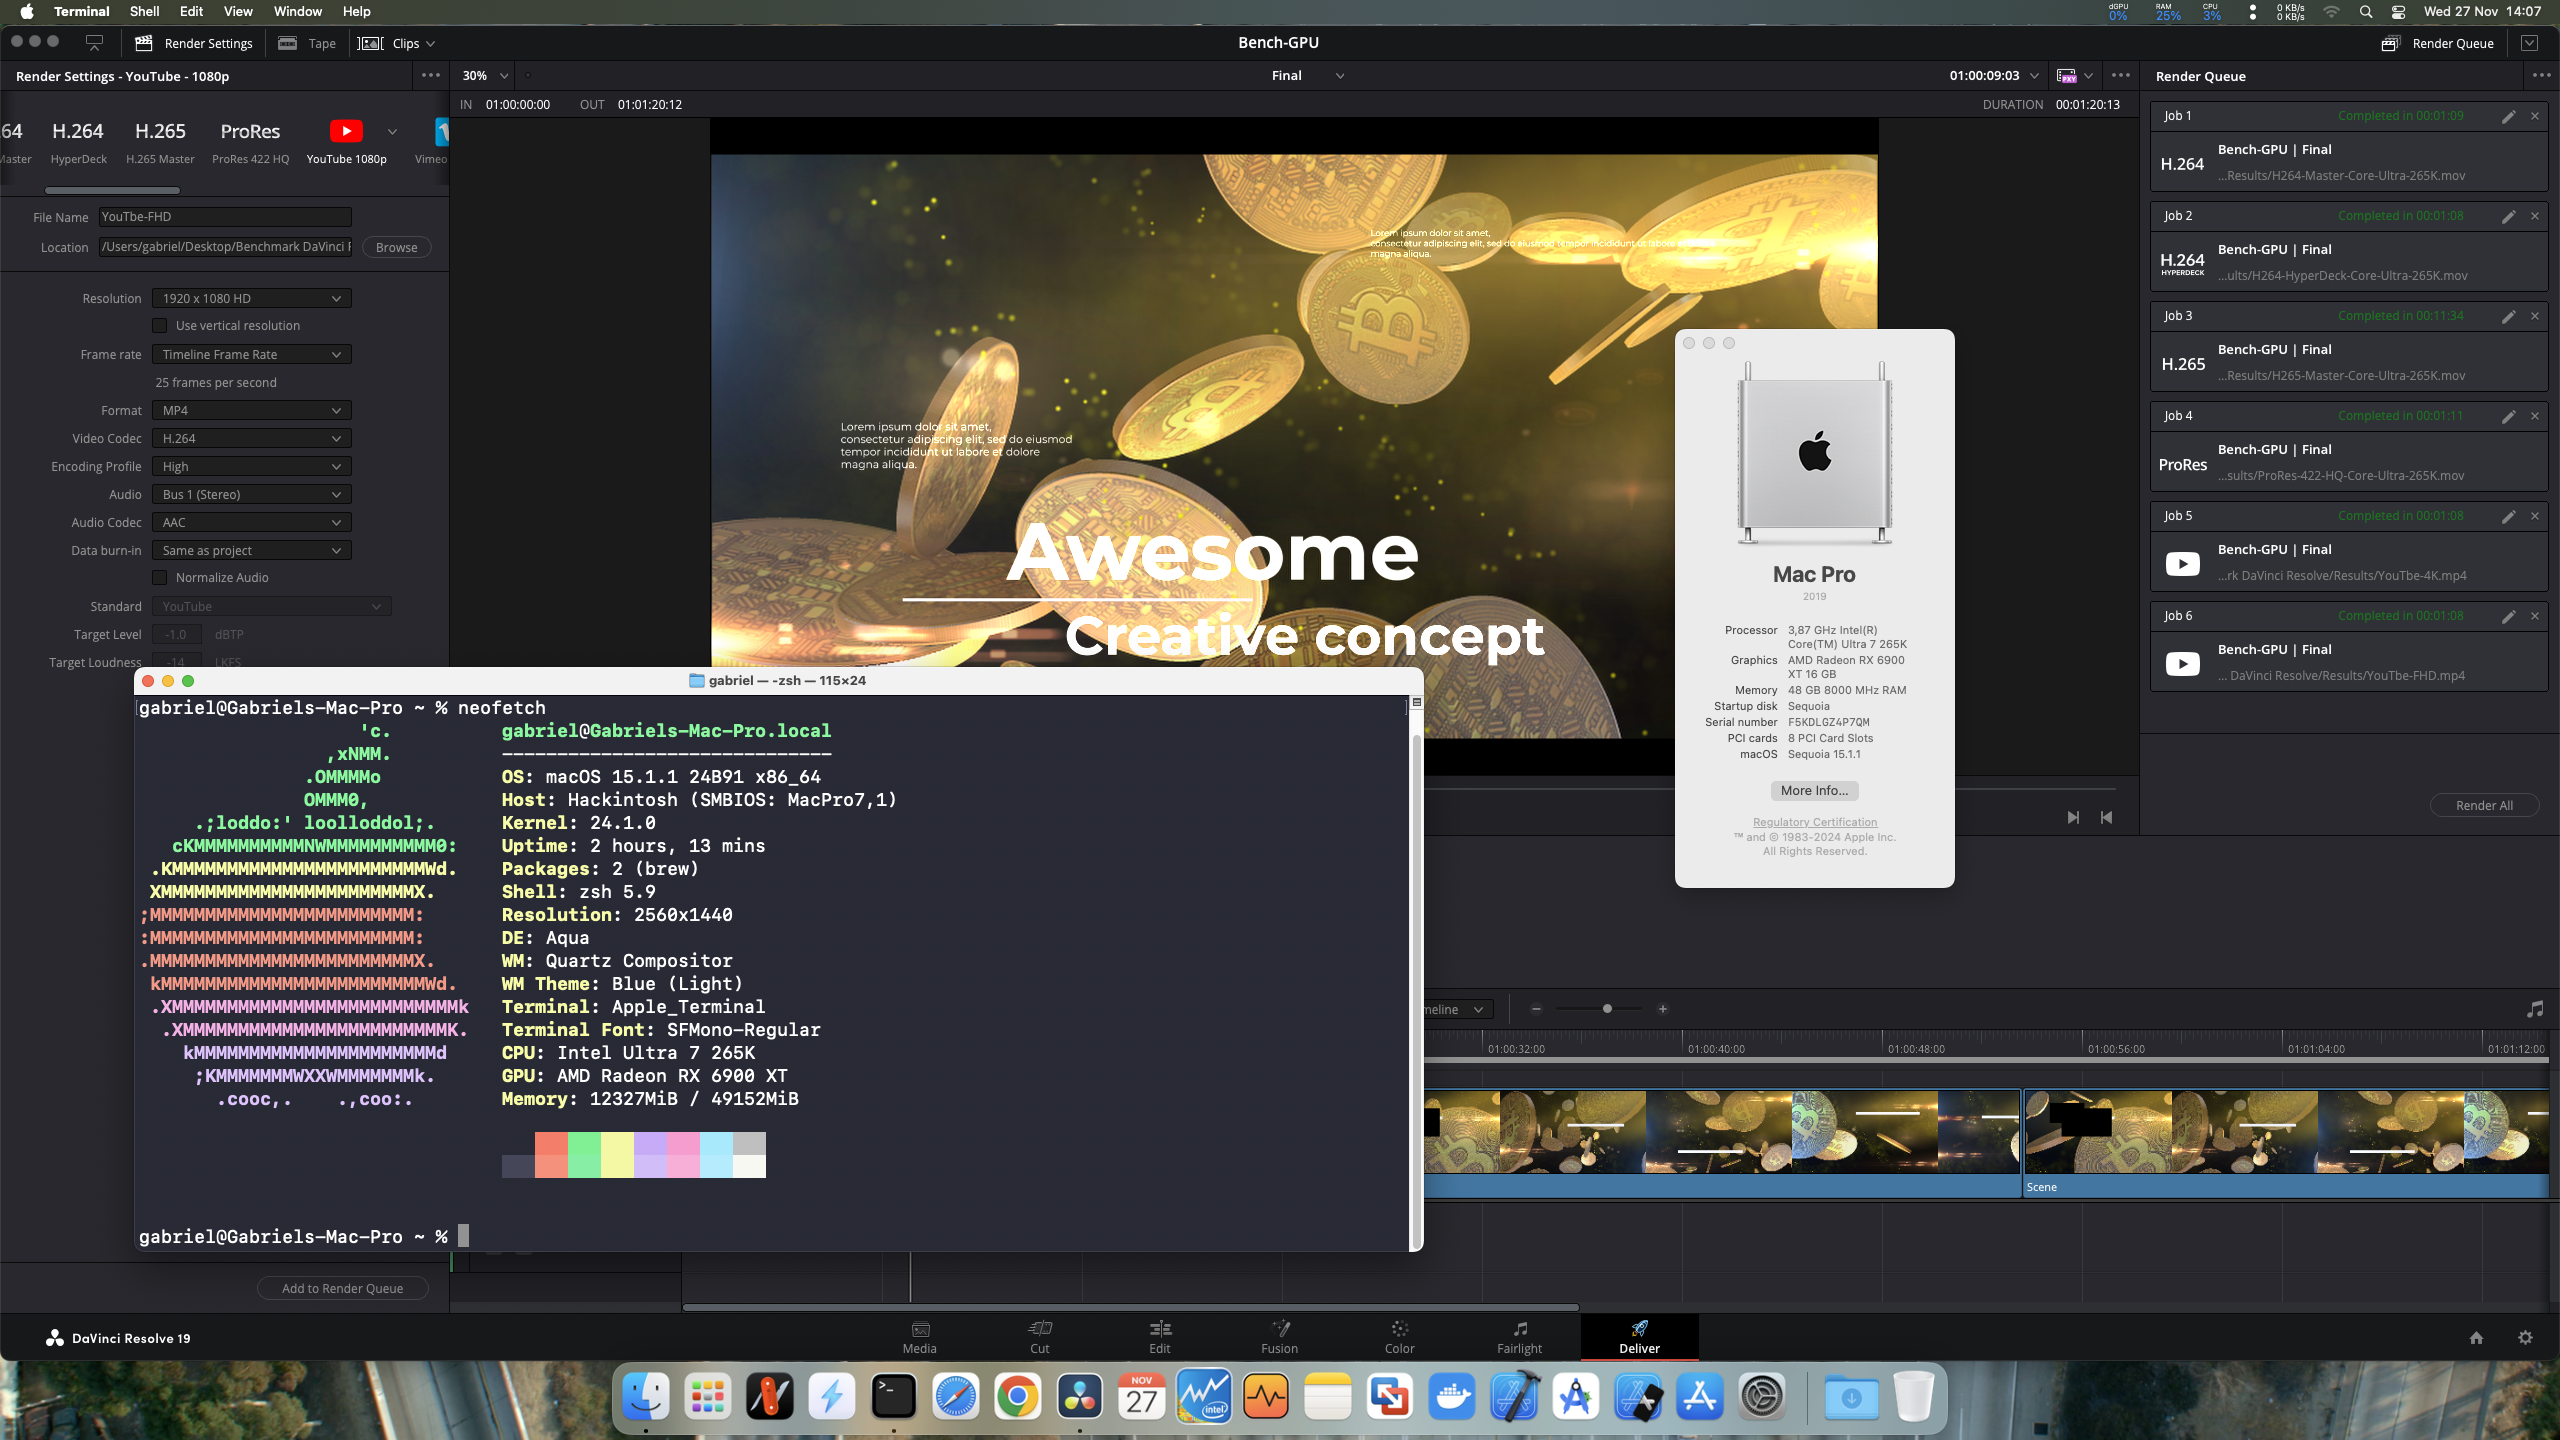 Terminal Shell Edit View Window Help
dGPU 0% RAM 25% CPU 3% 0 KB/s 0 KB/s Wed 27 Nov 14:07
Render Settings Tape Clips
Bench-GPU
Render Queue
Render Settings - YouTube - 1080p
30%
Final
01:00:09:03
Render Queue
IN 01:00:00:00 OUT 01:01:20:12
DURATION 00:01:20:13
64 H.264 H.265 ProRes
Master HyperDeck H.265 Master ProRes 422 HQ YouTube 1080p Vimeo
File Name YouTbe-FHD
Location /Users/gabriel/Desktop/Benchmark DaVinci Browse
Resolution 1920 x 1080 HD
Use vertical resolution
Frame rate Timeline Frame Rate
25 frames per second
Format MP4
Video Codec H.264
Encoding Profile High
Audio Bus 1 (Stereo)
Audio Codec AAC
Data burn-in Same as project
Normalize Audio
Standard YouTube
Target Level -1.0 dBTP
Target Loudness -14 LKFS
Add to Render Queue
Lorem ipsum dolor sit amet,
consectetur adipiscing elit, sed do eiusmod tempor incididunt ut labore
magna aliqua.
Lorem ipsum dolor sit amet,
consectetur adipiscing elit, sed do eiusmod
tempor incididunt ut labore et dolore
magna aliqua.
Awesome
Creative concept
Job 1 Completed in 00:01:09
Bench-GPU | Final
H.264
...Results/H264-Master-Core-Ultra-265K.mov
Job 2 Completed in 00:01:08
Bench-GPU | Final
H.264
HYPERDECK
...ults/H264-HyperDeck-Core-Ultra-265K.mov
Job 3 Completed in 00:11:34
Bench-GPU | Final
H.265
...Results/H265-Master-Core-Ultra-265K.mov
Job 4 Completed in 00:01:11
Bench-GPU | Final
ProRes
...sults/ProRes-422-HQ-Core-Ultra-265K.mov
Job 5 Completed in 00:01:08
Bench-GPU | Final
...rk DaVinci Resolve/Results/YouTbe-4K.mp4
Job 6 Completed in 00:01:08
Bench-GPU | Final
... DaVinci Resolve/Results/YouTbe-FHD.mp4
Render All
Mac Pro
2019
Processor 3,87 GHz Intel(R)
Core(TM) Ultra 7 265K
Graphics AMD Radeon RX 6900
XT 16 GB
Memory 48 GB 8000 MHz RAM
Startup disk Sequoia
Serial number F5KDLGZ4P7QM
PCI cards 8 PCI Card Slots
macOS Sequoia 15.1.1
More Info...
Regulatory Certification
™ and © 1983-2024 Apple Inc.
All Rights Reserved.
gabriel — -zsh — 115×24
gabriel@Gabriels-Mac-Pro ~ % neofetch
'c. gabriel@Gabriels-Mac-Pro.local
,xNMM. ------------------------------
.OMMMMo OS: macOS 15.1.1 24B91 x86_64
OMMM0, Host: Hackintosh (SMBIOS: MacPro7,1)
.;loddo:' loolloddol;. Kernel: 24.1.0
cKMMMMMMMMMMNWMMMMMMMMMM0: Uptime: 2 hours, 13 mins
.KMMMMMMMMMMMMMMMMMMMMMMMWd. Packages: 2 (brew)
XMMMMMMMMMMMMMMMMMMMMMMMX. Shell: zsh 5.9
;MMMMMMMMMMMMMMMMMMMMMMMM: Resolution: 2560x1440
:MMMMMMMMMMMMMMMMMMMMMMMM: DE: Aqua
.MMMMMMMMMMMMMMMMMMMMMMMMX. WM: Quartz Compositor
kMMMMMMMMMMMMMMMMMMMMMMMMWd. WM Theme: Blue (Light)
.XMMMMMMMMMMMMMMMMMMMMMMMMMMk Terminal: Apple_Terminal
.XMMMMMMMMMMMMMMMMMMMMMMMMK. Terminal Font: SFMono-Regular
kMMMMMMMMMMMMMMMMMMMMMMd CPU: Intel Ultra 7 265K
;KMMMMMMMWXXWMMMMMMMk. GPU: AMD Radeon RX 6900 XT
.cooc,. .,coo:. Memory: 12327MiB / 49152MiB
gabriel@Gabriels-Mac-Pro ~ %
meline
01:00:32:00 01:00:40:00 01:00:48:00 01:00:56:00 01:01:04:00 01:01:12:00
Scene
DaVinci Resolve 19
Media Cut Edit Fusion Color Fairlight Deliver
NOV
27
intel